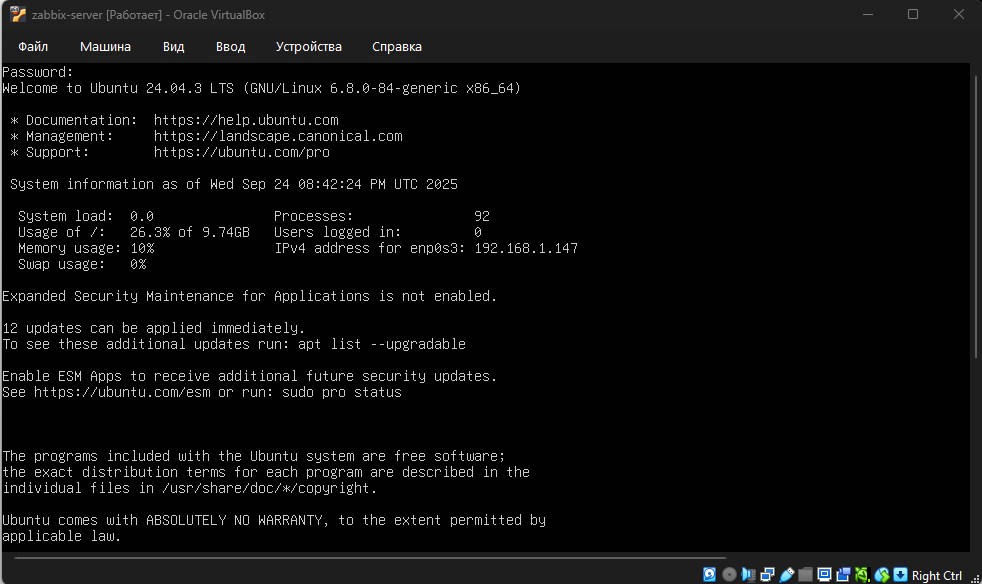 zabbix-server [Работает] - Oracle VirtualBox
Файл Машина Вид Ввод Устройства Справка
Password:
Welcome to Ubuntu 24.04.3 LTS (GNU/Linux 6.8.0-84-generic x86_64)
* Documentation: https://help.ubuntu.com
* Management: https://landscape.canonical.com
* Support: https://ubuntu.com/pro
System information as of Wed Sep 24 08:42:24 PM UTC 2025
System load: 0.0 Processes: 92
Usage of /: 26.3% of 9.74GB Users logged in: 0
Memory usage: 10% IPv4 address for enp0s3: 192.168.1.147
Swap usage: 0%
Expanded Security Maintenance for Applications is not enabled.
12 updates can be applied immediately.
To see these additional updates run: apt list --upgradable
Enable ESM Apps to receive additional future security updates.
See https://ubuntu.com/esm or run: sudo pro status
The programs included with the Ubuntu system are free software;
the exact distribution terms for each program are described in the
individual files in /usr/share/doc/*/copyright.
Ubuntu comes with ABSOLUTELY NO WARRANTY, to the extent permitted by
applicable law.
Right Ctrl